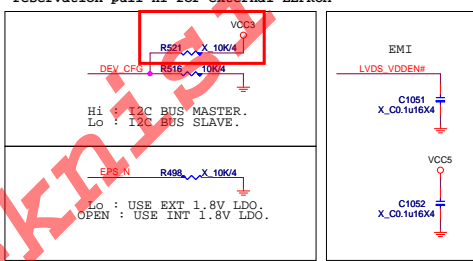 reservation pull hi for external EEPROM
VCC3
R521 X_10K/4
DEV_CFG R516 10K/4
Hi : I2C BUS MASTER.
Lo : I2C BUS SLAVE.
EPS_N R498 X_10K/4
Lo : USE EXT 1.8V LDO.
OPEN : USE INT 1.8V LDO.
EMI
LVDS_VDDEN#
C1051
X_C0.1u16X4
VCC5
C1052
X_C0.1u16X4